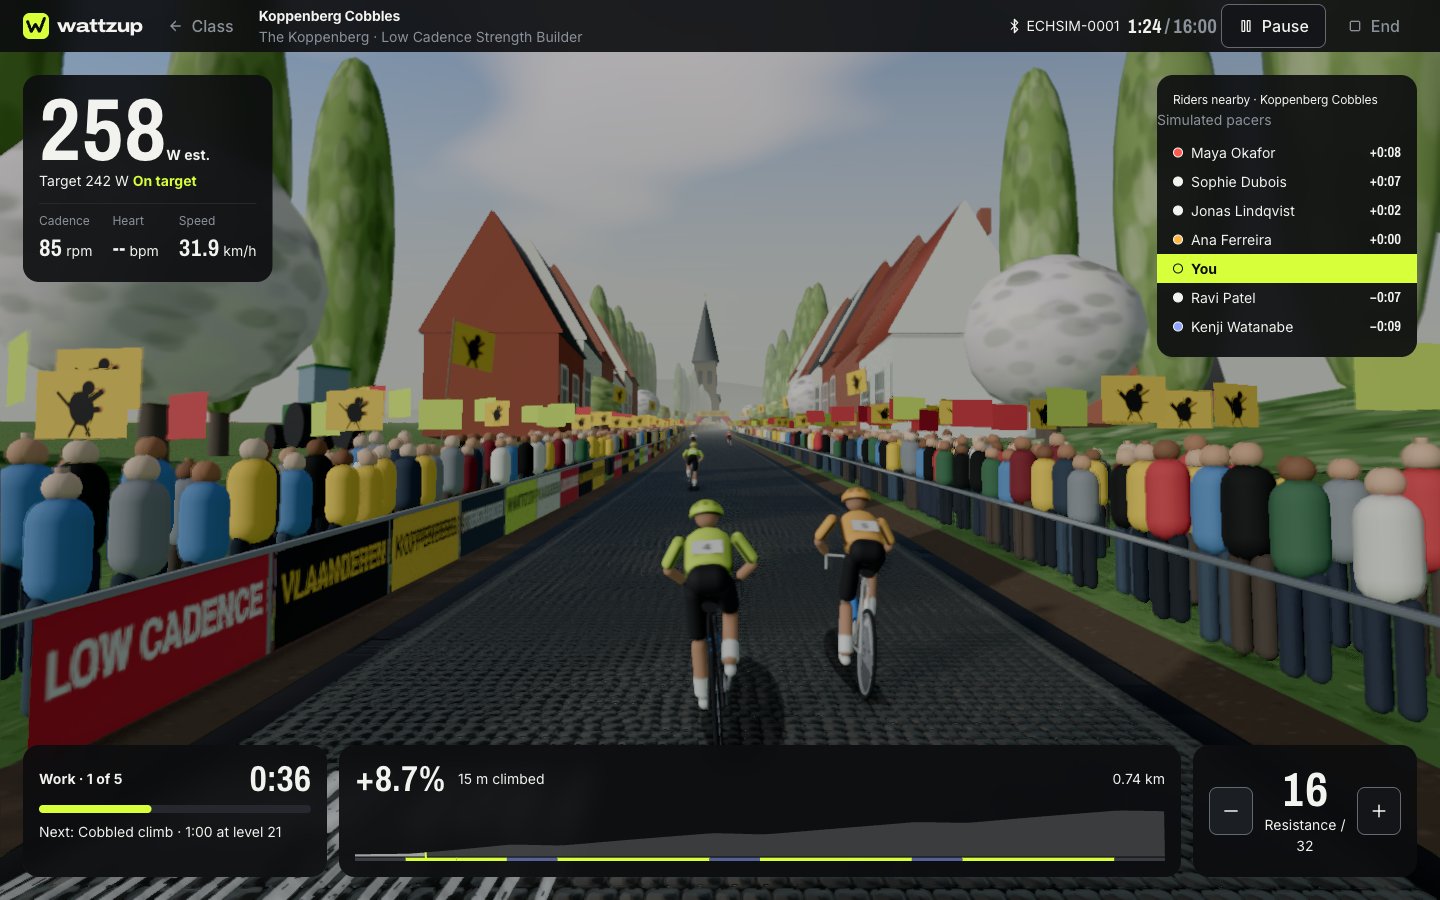 wattzup
Class
Koppenberg Cobbles
The Koppenberg · Low Cadence Strength Builder
ECHSIM-0001 1:24 / 16:00
Pause
End
258 W est.
Target 242 W On target
Cadence Heart Speed
85 rpm -- bpm 31.9 km/h
Riders nearby · Koppenberg Cobbles
Simulated pacers
Maya Okafor +0:08
Sophie Dubois +0:07
Jonas Lindqvist +0:02
Ana Ferreira +0:00
You
Ravi Patel −0:07
Kenji Watanabe −0:09
LOW CADENCE
VLAANDEREN
KOPPENBERG
Work · 1 of 5 0:36
Next: Cobbled climb · 1:00 at level 21
+8.7% 15 m climbed 0.74 km
−
16
Resistance /
32
+